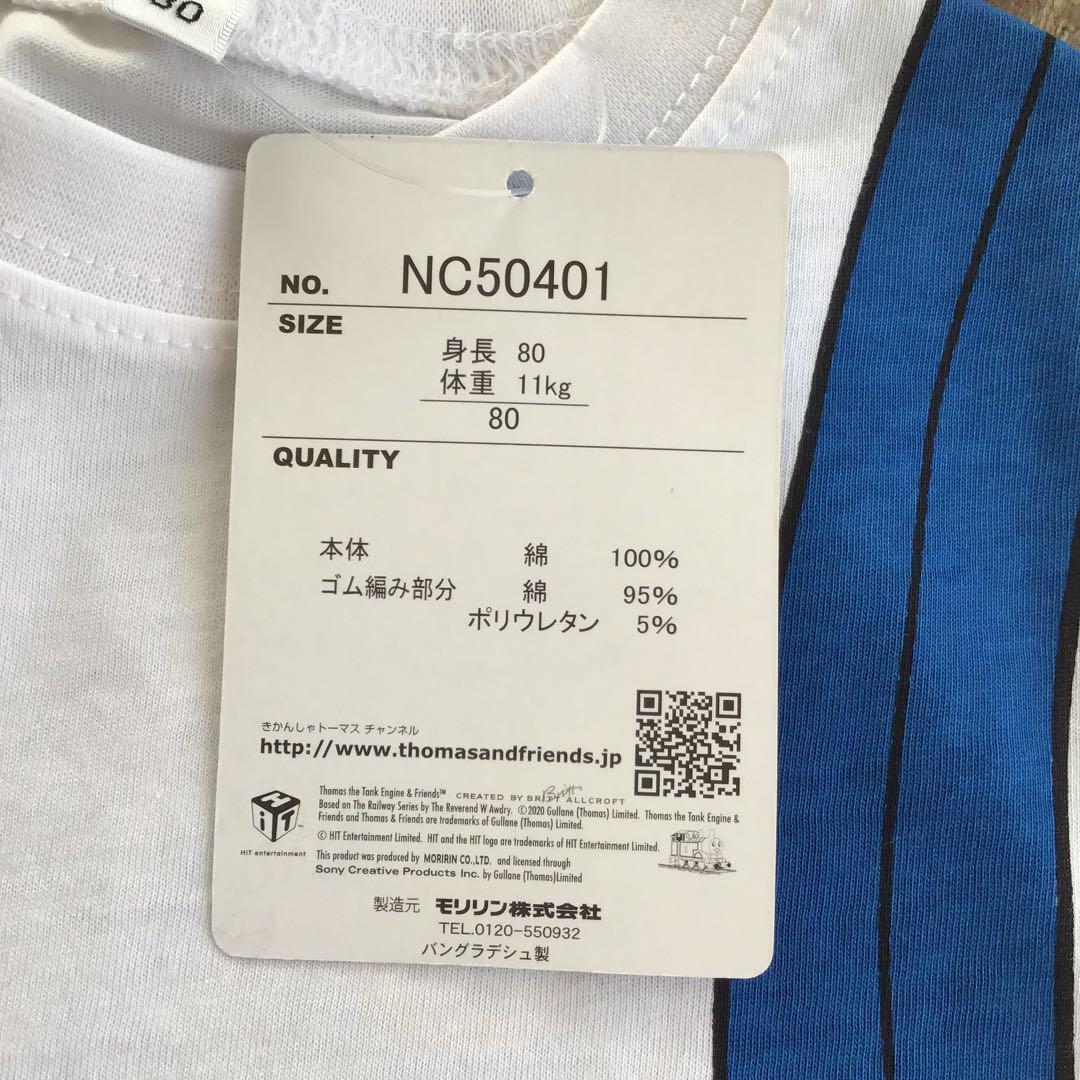 80
NO. NC50401
SIZE
身長 80
体重 11kg
80
QUALITY
本体 綿 100%
ゴム編み部分 綿 95%
ポリウレタン 5%
きかんしゃトーマス チャンネル
http://www.thomasandfriends.jp
Thomas the Tank Engine & Friends™ CREATED BY BRITT ALLCROFT
Based on The Railway Series by The Reverend W Awdry. ©2020 Gullane (Thomas) Limited. Thomas the Tank Engine &
Friends and Thomas & Friends are trademarks of Gullane (Thomas) Limited.
© HIT Entertainment Limited. HIT and the HIT logo are trademarks of HIT Entertainment Limited.
This product was produced by MORIRIN CO.,LTD. and licensed through
Sony Creative Products Inc. by Gullane (Thomas)Limited
HiT™
HiT entertainment
製造元 モリリン株式会社
TEL.0120-550932
バングラデシュ製